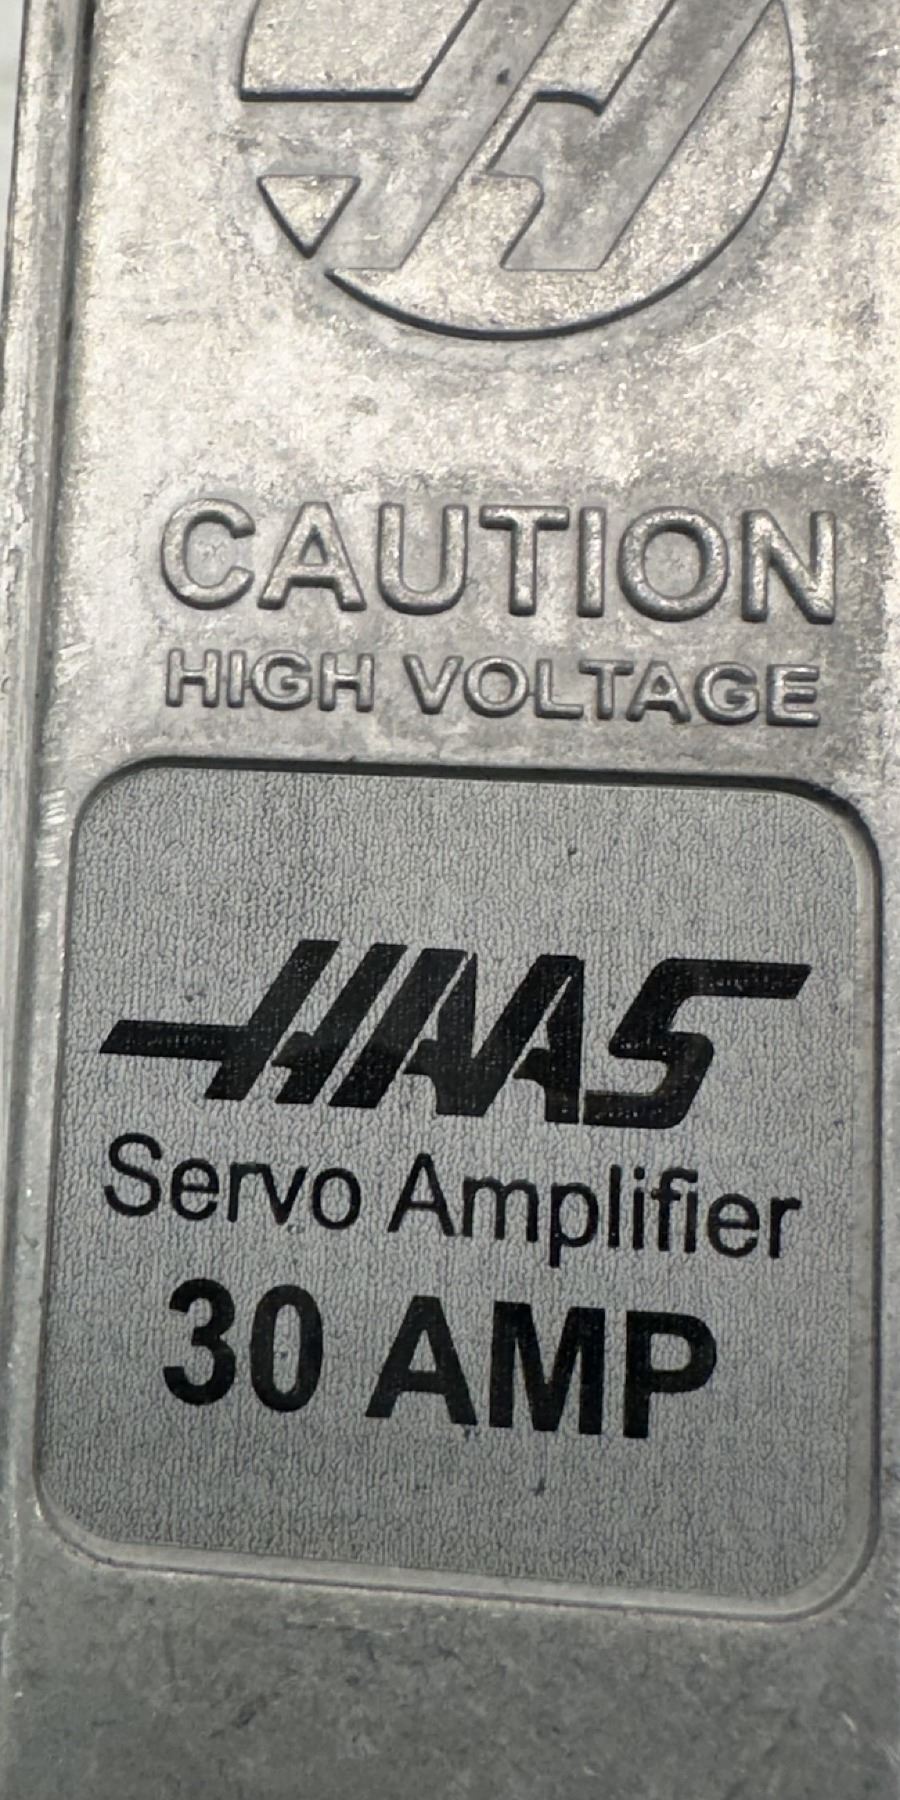 CAUTION
HIGH VOLTAGE
HAAS
Servo Amplifier
30 AMP